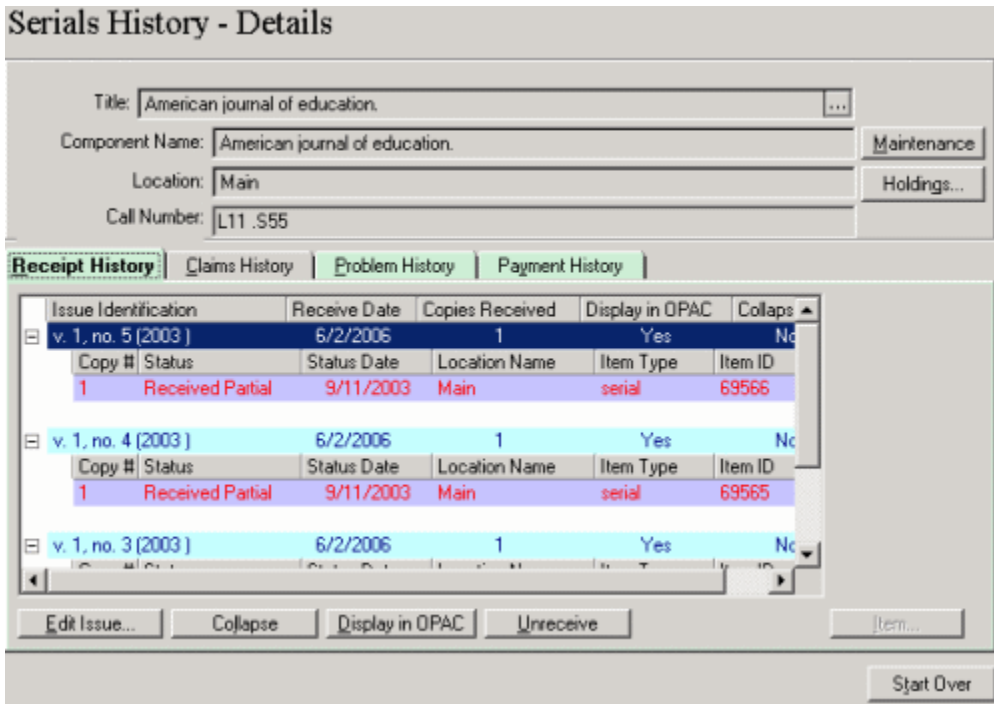 Serials History - Details
Title: American journal of education. ...
Component Name: American journal of education. Maintenance
Location: Main Holdings...
Call Number: L11 .S55
Receipt History Claims History Problem History Payment History
Issue Identification Receive Date Copies Received Display in OPAC Collaps
v. 1, no. 5 (2003 ) 6/2/2006 1 Yes No
Copy # Status Status Date Location Name Item Type Item ID
1 Received Partial 9/11/2003 Main serial 69566
v. 1, no. 4 (2003 ) 6/2/2006 1 Yes No
Copy # Status Status Date Location Name Item Type Item ID
1 Received Partial 9/11/2003 Main serial 69565
v. 1, no. 3 (2003 ) 6/2/2006 1 Yes No
Edit Issue... Collapse Display in OPAC Unreceive Item...
Start Over